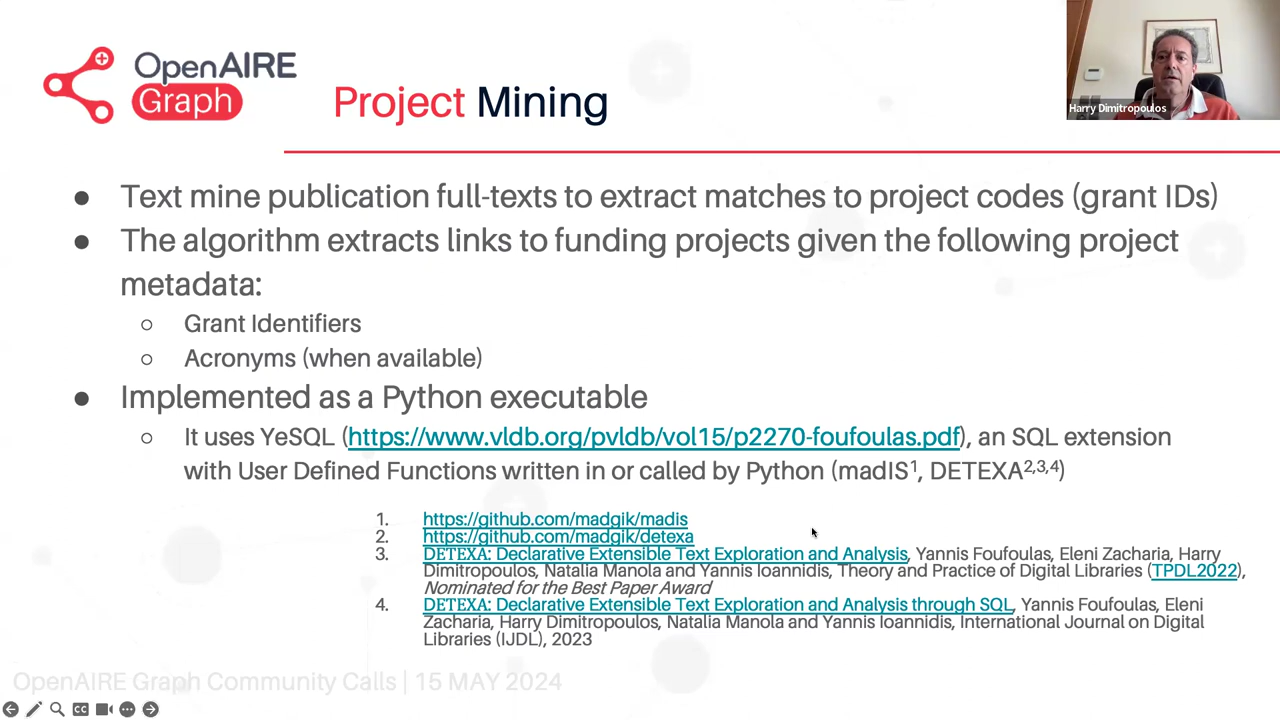 OpenAIRE
Graph
Project Mining
Harry Dimitropoulos
● Text mine publication full-texts to extract matches to project codes (grant IDs)
● The algorithm extracts links to funding projects given the following project
metadata:
○ Grant Identifiers
○ Acronyms (when available)
● Implemented as a Python executable
○ It uses YeSQL (https://www.vldb.org/pvldb/vol15/p2270-foufoulas.pdf), an SQL extension
with User Defined Functions written in or called by Python (madIS¹, DETEXA²,³,⁴)
1. https://github.com/madgik/madis
2. https://github.com/madgik/detexa
3. DETEXA: Declarative Extensible Text Exploration and Analysis, Yannis Foufoulas, Eleni Zacharia, Harry
Dimitropoulos, Natalia Manola and Yannis Ioannidis, Theory and Practice of Digital Libraries (TPDL2022),
Nominated for the Best Paper Award
4. DETEXA: Declarative Extensible Text Exploration and Analysis through SQL, Yannis Foufoulas, Eleni
Zacharia, Harry Dimitropoulos, Natalia Manola and Yannis Ioannidis, International Journal on Digital
Libraries (IJDL), 2023
OpenAIRE Graph Community Calls | 15 MAY 2024
CC